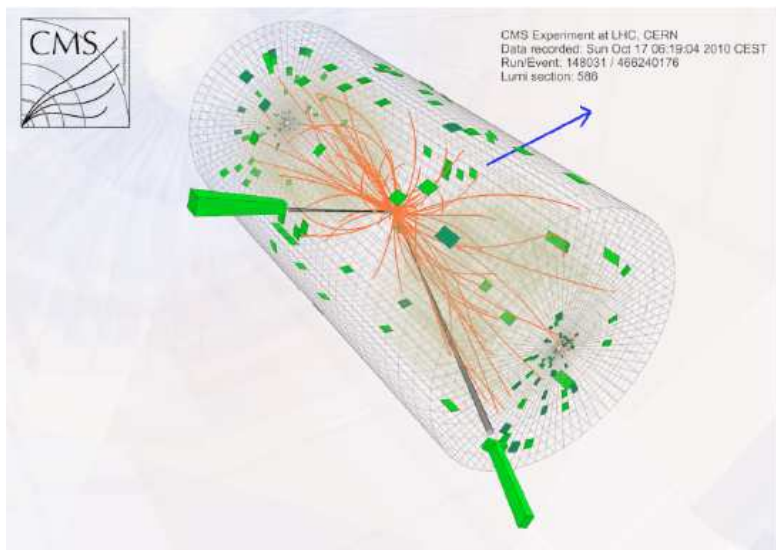 CMS
CMS Experiment at LHC, CERN
Data recorded: Sun Oct 17 06:19:04 2010 CEST
Run/Event: 148031 / 466240176
Lumi section: 586